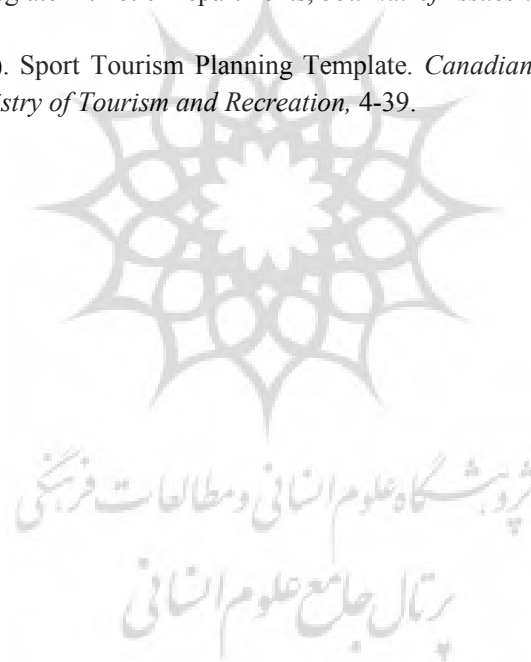 ). Sport Tourism Planning Template. Canadian
stry of Tourism and Recreation, 4-39.
پژوهشگاه علوم انسانی و مطالعات فرهنگی
پرتال جامع علوم انسانی